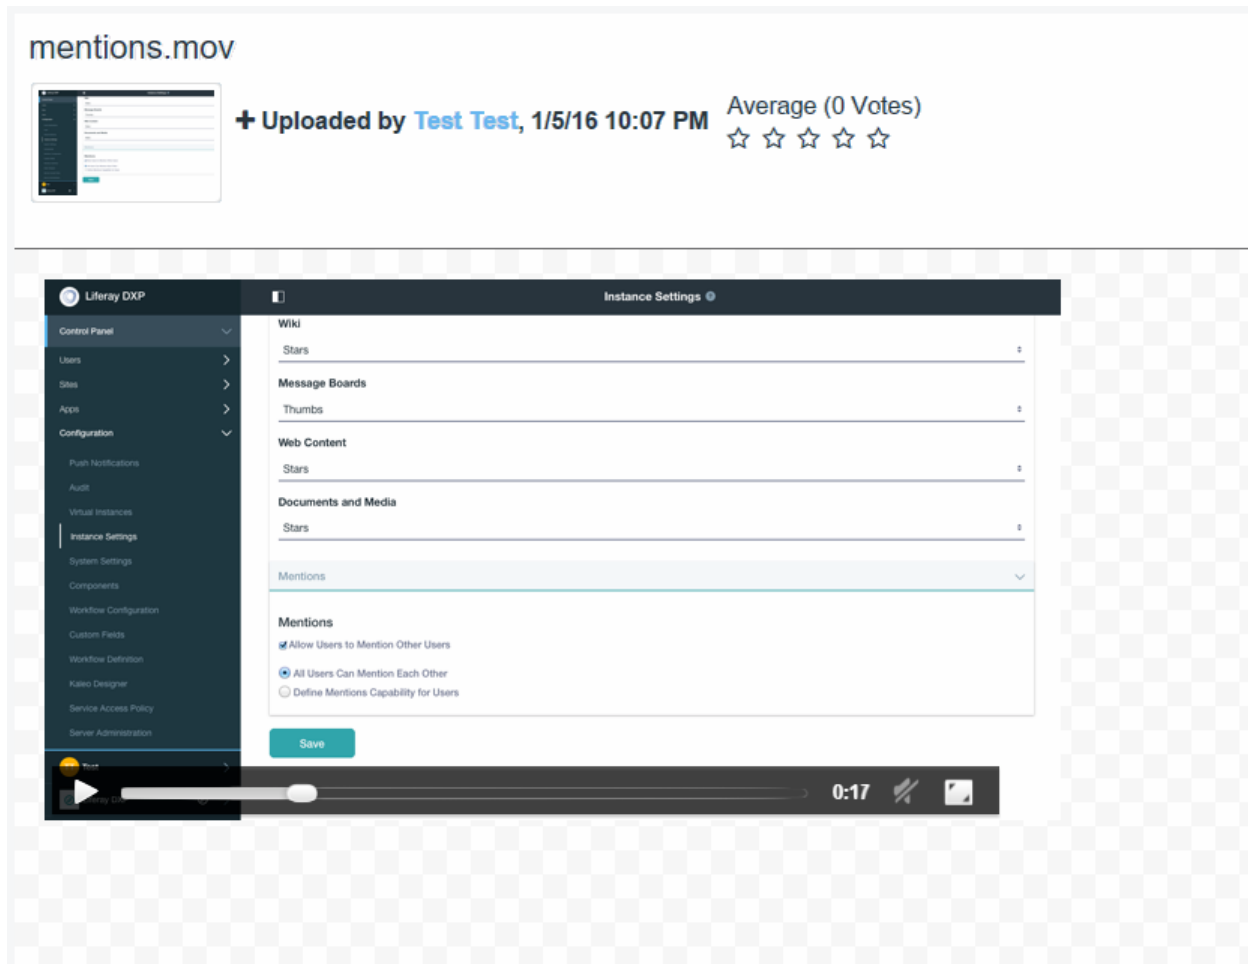 mentions.mov
+ Uploaded by Test Test, 1/5/16 10:07 PM
Average (0 Votes)
Liferay DXP
Instance Settings
Control Panel
Users
Sites
Apps
Configuration
Push Notifications
Audit
Virtual Instances
Instance Settings
System Settings
Components
Workflow Configuration
Custom Fields
Workflow Definition
Kaleo Designer
Service Access Policy
Server Administration
Test
Liferay DXP
Wiki
Stars
Message Boards
Thumbs
Web Content
Stars
Documents and Media
Stars
Mentions
Mentions
Allow Users to Mention Other Users
All Users Can Mention Each Other
Define Mentions Capability for Users
Save
0:17